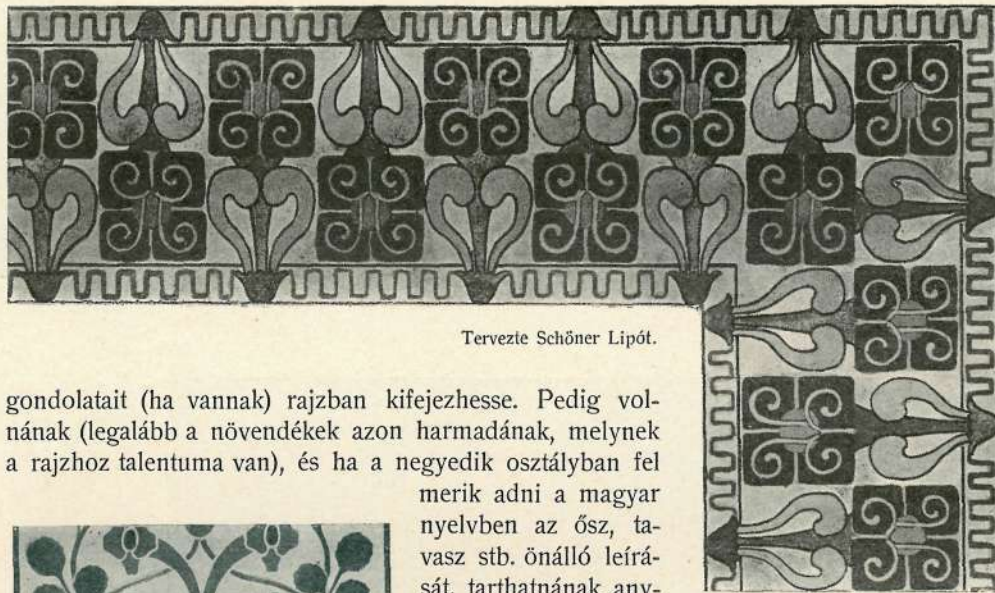 Tervezte Schöner Lipót.
gondolatait (ha vannak) rajzban kifejezhesse. Pedig vol-
nának (legalább a növendékek azon harmadának, melynek
a rajzhoz talentuma van), és ha a negyedik osztályban fel
merik adni a magyar
nyelvben az ősz, ta-
vasz stb. önálló leírá-
sát, tarthatnának any-